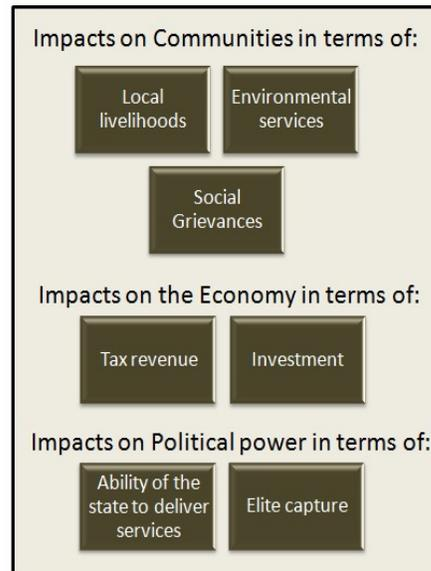 Impacts on Communities in terms of:
Local
livelihoods
Environmental
services
Social
Grievances
Impacts on the Economy in terms of:
Tax revenue
Investment
Impacts on Political power in terms of:
Ability of the
state to deliver
services
Elite capture